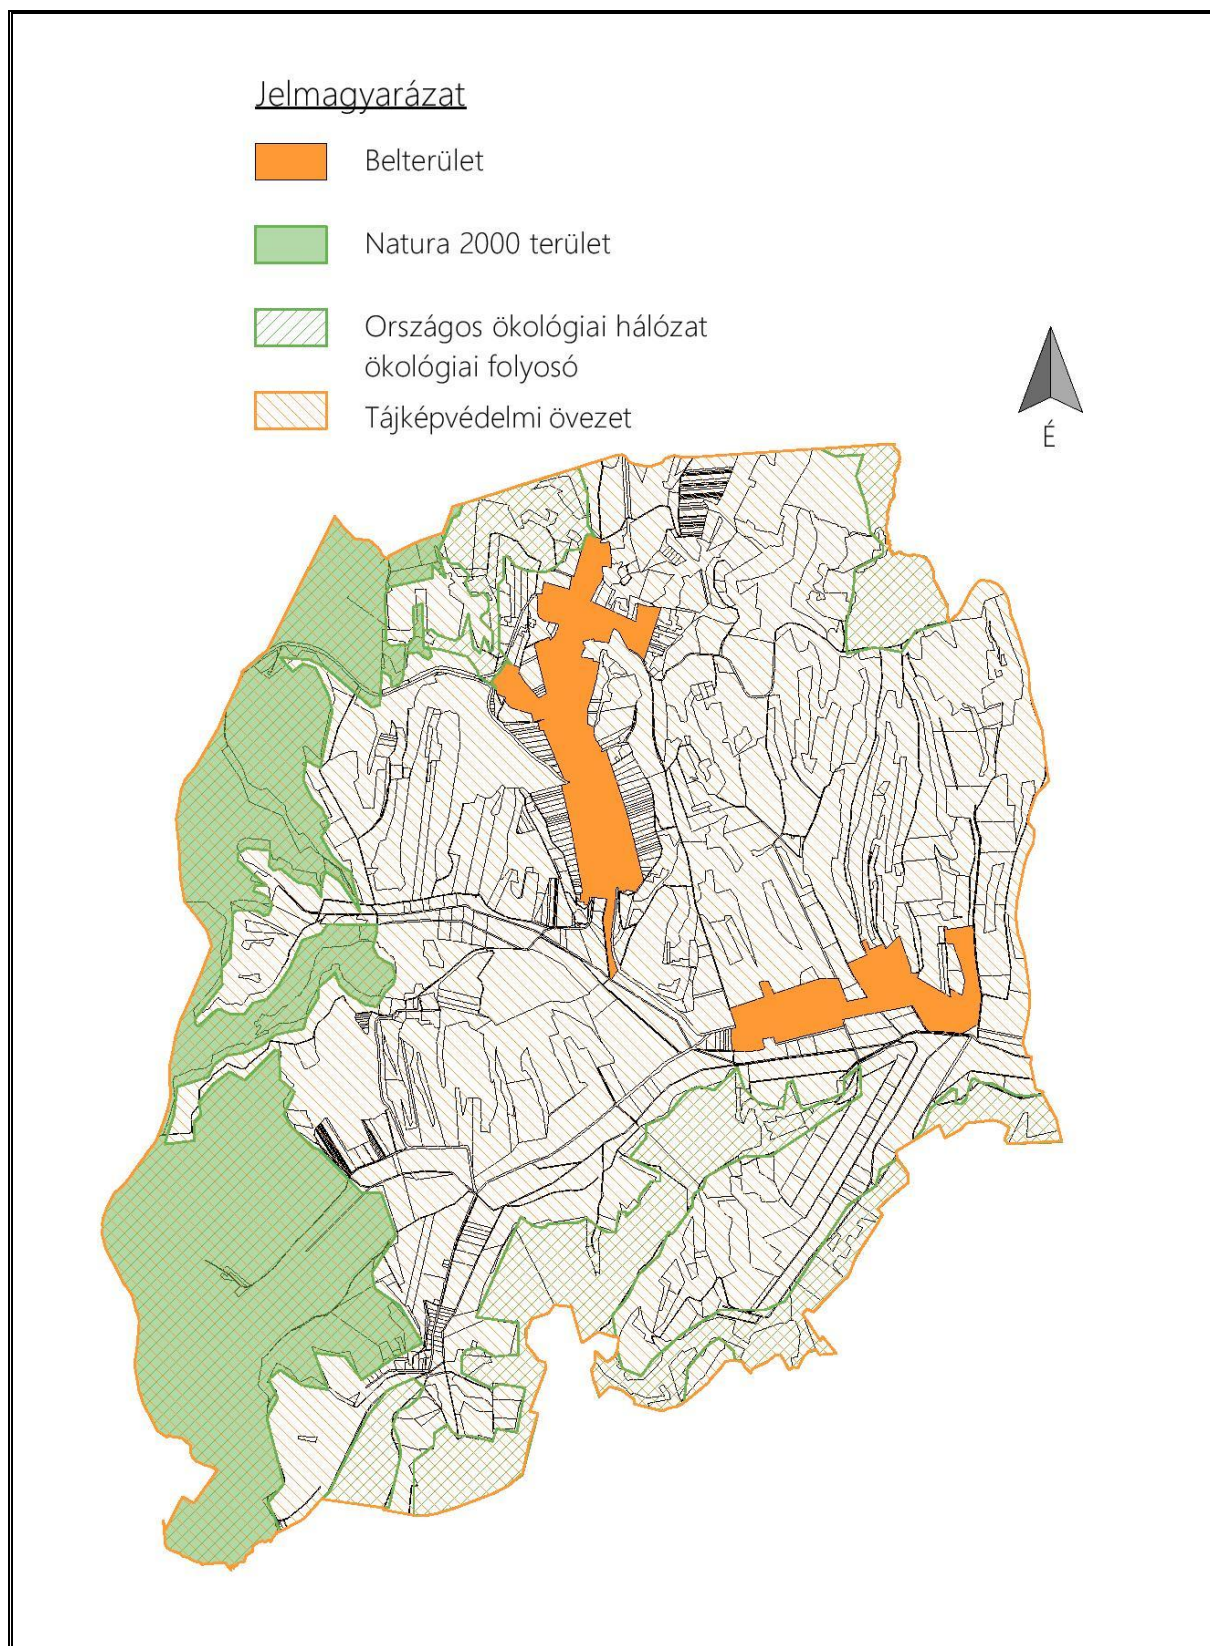 Jelmagyarázat
Belterület
Natura 2000 terület
Országos ökológiai hálózat
ökológiai folyosó
Tájképvédelmi övezet
É